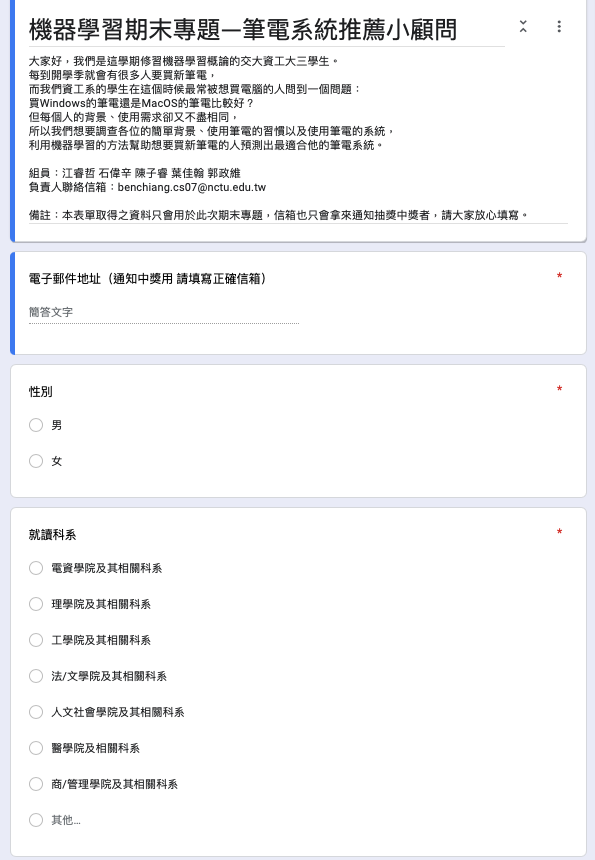 機器學習期末專題—筆電系統推薦小顧問
大家好，我們是這學期修習機器學習概論的交大資工大三學生。
每到開學季就會有很多人要買新筆電，
而我們資工系的學生在這個時候最常被想買電腦的人問到一個問題：
買Windows的筆電還是MacOS的筆電比較好？
但每個人的背景、使用需求卻又不盡相同，
所以我們想要調查各位的簡單背景、使用筆電的習慣以及使用筆電的系統，
利用機器學習的方法幫助想要買新筆電的人預測出最適合他的筆電系統。
組員：江睿哲 石偉辛 陳子睿 葉佳翰 郭政維
負責人聯絡信箱：benchiang.cs07@nctu.edu.tw
備註：本表單取得之資料只會用於此次期末專題，信箱也只會拿來通知抽獎中獎者，請大家放心填寫。
電子郵件地址（通知中獎用 請填寫正確信箱） *
簡答文字
性別 *
男
女
就讀科系 *
電資學院及其相關科系
理學院及其相關科系
工學院及其相關科系
法/文學院及其相關科系
人文社會學院及其相關科系
醫學院及相關科系
商/管理學院及其相關科系
其他...